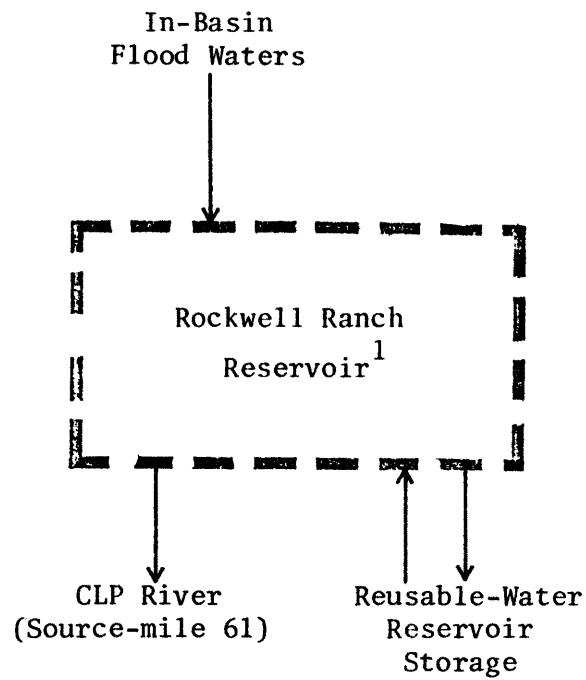 In-Basin
Flood Waters
Rockwell Ranch
Reservoir1
CLP River
(Source-mile 61)
Reusable-Water
Reservoir
Storage